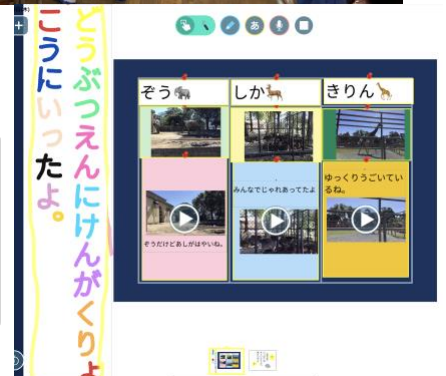 どうぶつえんにけんがくりょ
こうにいったよ。
あ
ぞう🐘
しか🦌
きりん🦒
ぞうだけどあしがはやいね。
みんなでじゃれあってたよ
ゆっくりうごいてい
るね。